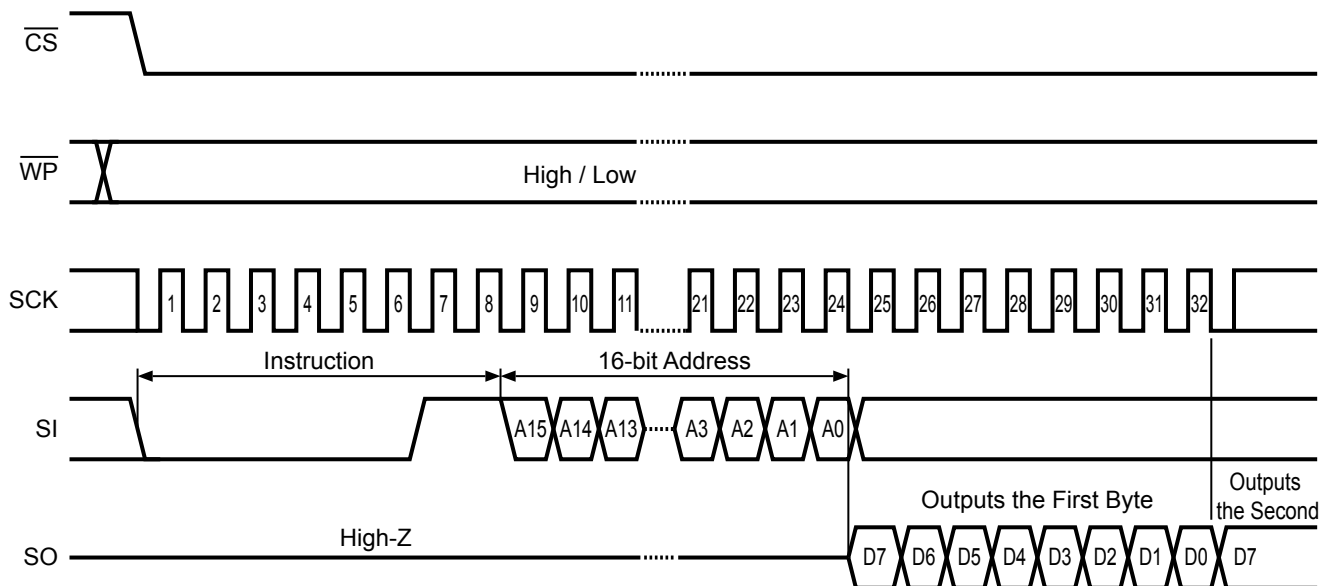 CS
WP
High / Low
SCK
1 2 3 4 5 6 7 8 9 10 11 21 22 23 24 25 26 27 28 29 30 31 32
Instruction
16-bit Address
SI
A15 A14 A13 A3 A2 A1 A0
Outputs the First Byte
Outputs
the Second
High-Z
SO
D7 D6 D5 D4 D3 D2 D1 D0 D7